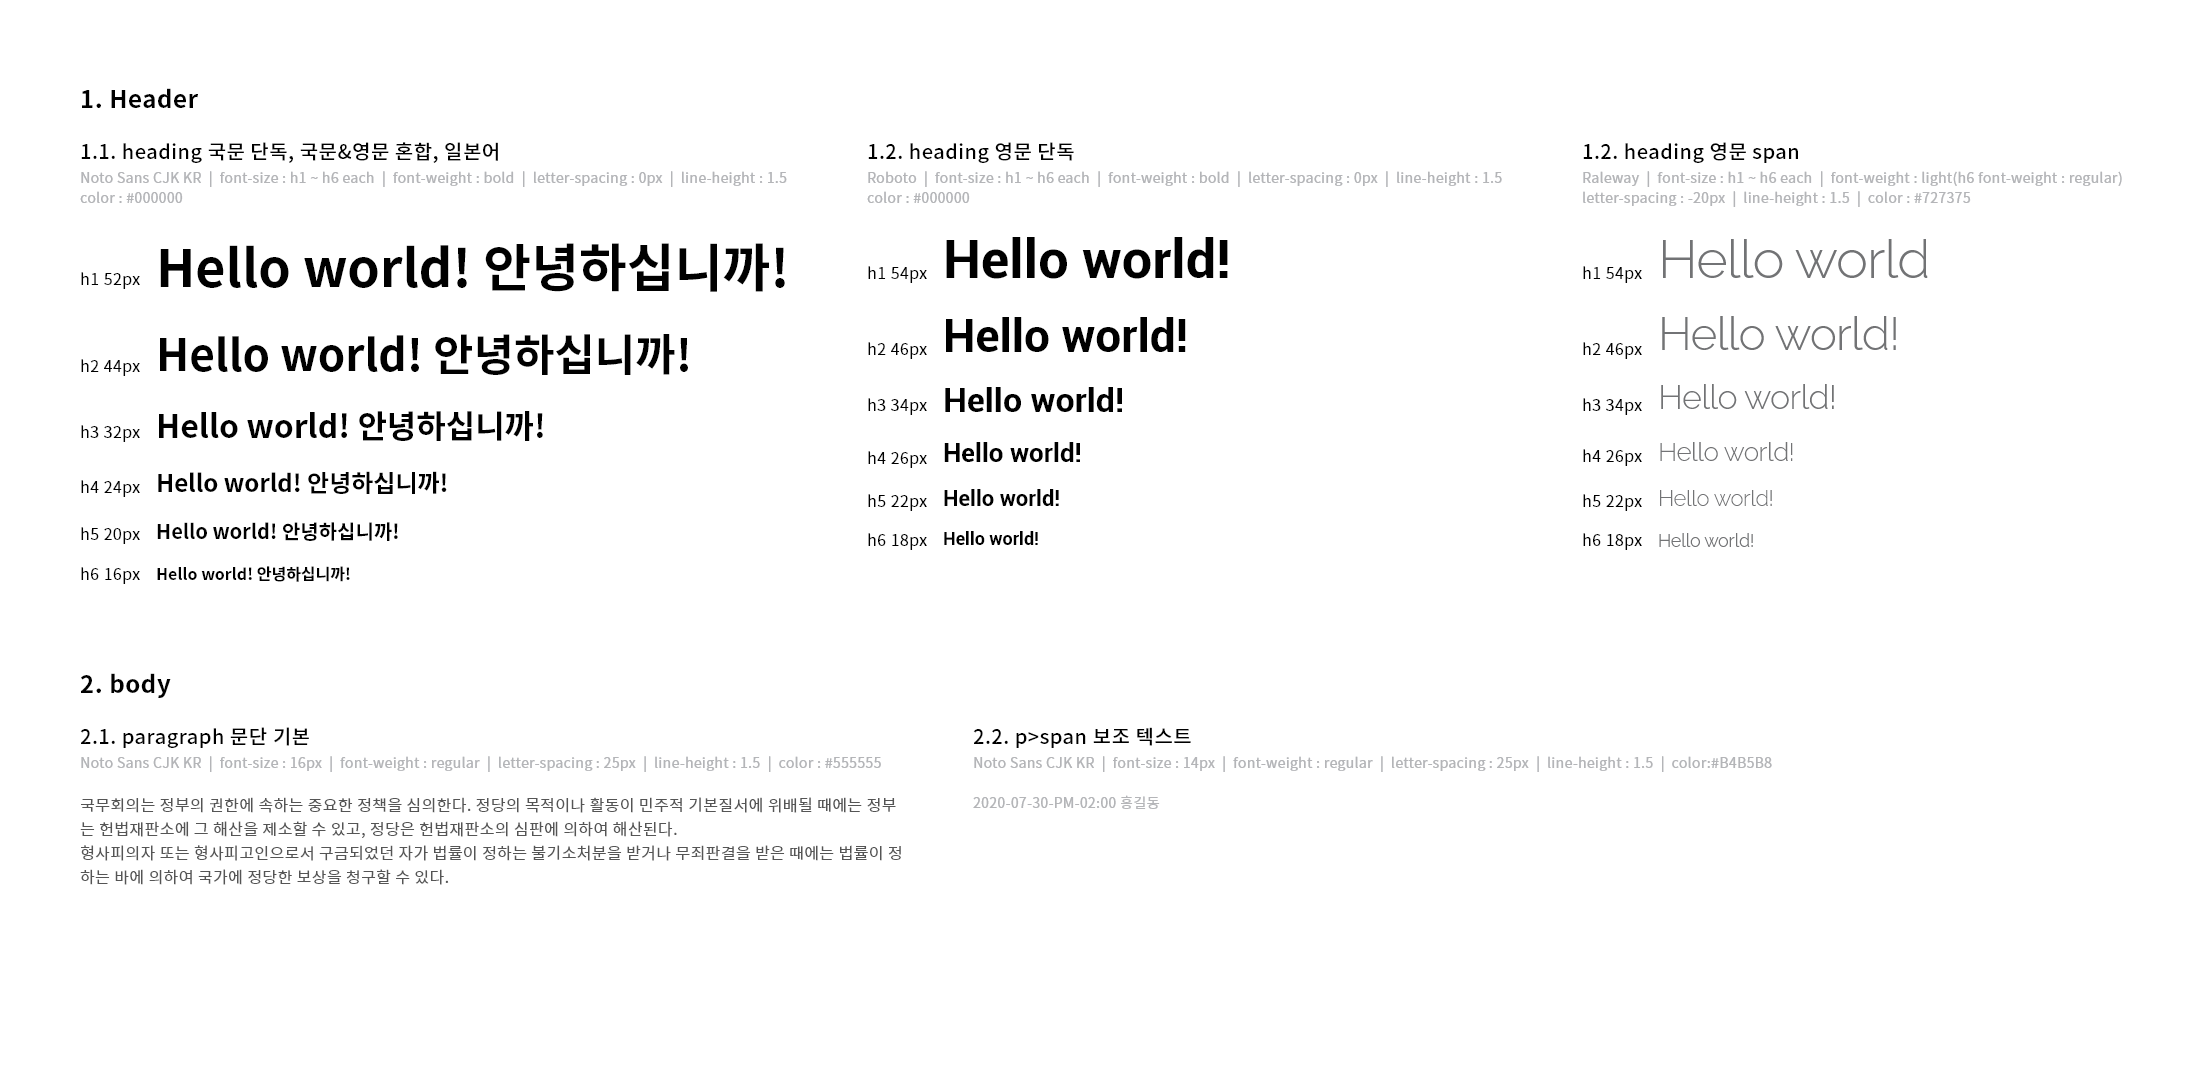 1. Header
1.1. heading 국문 단독, 국문&영문 혼합, 일본어
Noto Sans CJK KR | font-size : h1 ~ h6 each | font-weight : bold | letter-spacing : 0px | line-height : 1.5
color : #000000
h1 52px Hello world! 안녕하십니까!
h2 44px Hello world! 안녕하십니까!
h3 32px Hello world! 안녕하십니까!
h4 24px Hello world! 안녕하십니까!
h5 20px Hello world! 안녕하십니까!
h6 16px Hello world! 안녕하십니까!
1.2. heading 영문 단독
Roboto | font-size : h1 ~ h6 each | font-weight : bold | letter-spacing : 0px | line-height : 1.5
color : #000000
h1 54px Hello world!
h2 46px Hello world!
h3 34px Hello world!
h4 26px Hello world!
h5 22px Hello world!
h6 18px Hello world!
1.2. heading 영문 span
Raleway | font-size : h1 ~ h6 each | font-weight : light(h6 font-weight : regular)
letter-spacing : -20px | line-height : 1.5 | color : #727375
h1 54px Hello world
h2 46px Hello world!
h3 34px Hello world!
h4 26px Hello world!
h5 22px Hello world!
h6 18px Hello world!
2. body
2.1. paragraph 문단 기본
Noto Sans CJK KR | font-size : 16px | font-weight : regular | letter-spacing : 25px | line-height : 1.5 | color : #555555
국무회의는 정부의 권한에 속하는 중요한 정책을 심의한다. 정당의 목적이나 활동이 민주적 기본질서에 위배될 때에는 정부
는 헌법재판소에 그 해산을 제소할 수 있고, 정당은 헌법재판소의 심판에 의하여 해산된다.
형사피의자 또는 형사피고인으로서 구금되었던 자가 법률이 정하는 불기소처분을 받거나 무죄판결을 받은 때에는 법률이 정
하는 바에 의하여 국가에 정당한 보상을 청구할 수 있다.
2.2. p>span 보조 텍스트
Noto Sans CJK KR | font-size : 14px | font-weight : regular | letter-spacing : 25px | line-height : 1.5 | color:#B4B5B8
2020-07-30-PM-02:00 홍길동